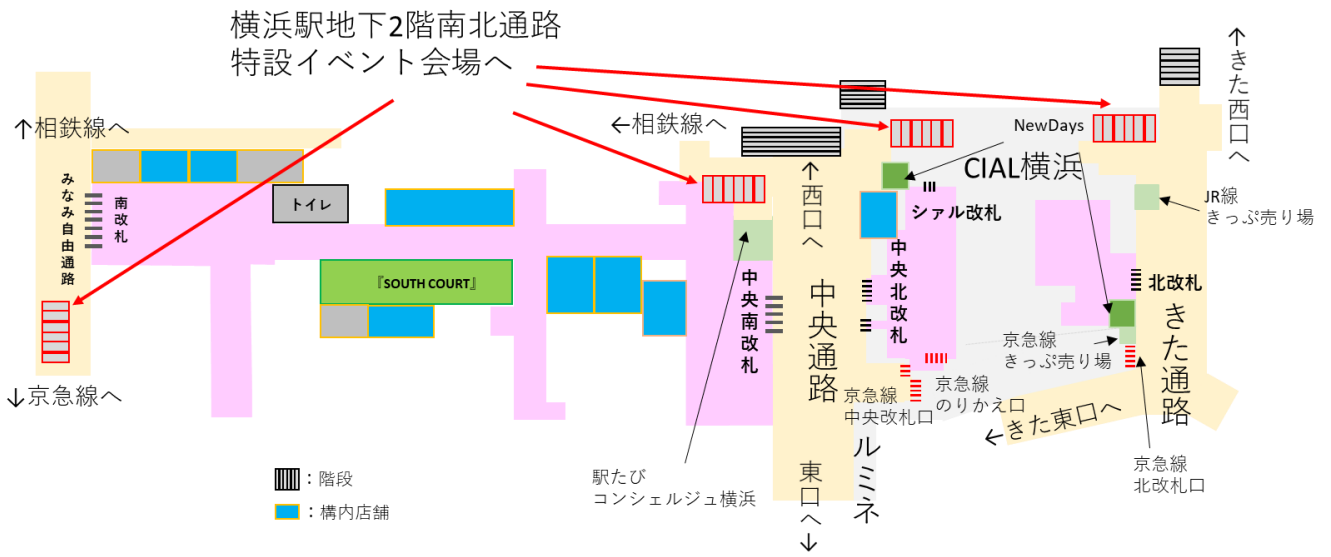 横浜駅地下2階南北通路
特設イベント会場へ
↑相鉄線へ
みなみ自由通路
南改札
↓京急線へ
トイレ
『SOUTH COURT』
←相鉄線へ
↑西口へ
中央南改札
中央通路
東口へ↓
駅たび
コンシェルジュ横浜
NewDays
CIAL横浜
シァル改札
中央北改札
京急線
中央改札口
京急線
のりかえ口
ルミネ
↑きた西口へ
JR線
きっぷ売り場
北改札
きた通路
京急線
きっぷ売り場
←きた東口へ
京急線
北改札口
：階段
：構内店舗